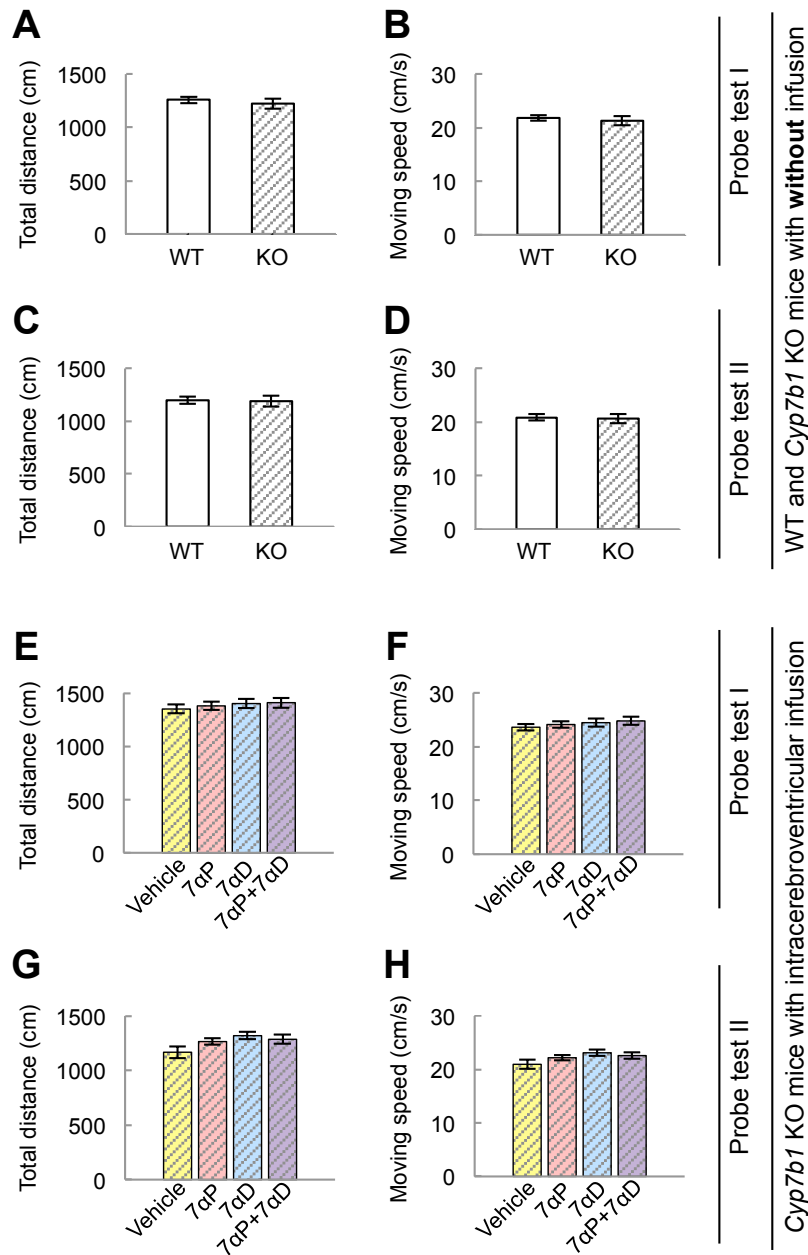 A
Total distance (cm)
1500
1000
500
0
WT
KO
B
Moving speed (cm/s)
30
20
10
0
WT
KO
Probe test I
C
Total distance (cm)
1500
1000
500
0
WT
KO
D
Moving speed (cm/s)
30
20
10
0
WT
KO
Probe test II
WT and Cyp7b1 KO mice with without infusion
E
Total distance (cm)
1500
1000
500
0
Vehicle
7αP
7αD
7αP+7αD
F
Moving speed (cm/s)
30
20
10
0
Vehicle
7αP
7αD
7αP+7αD
Probe test I
G
Total distance (cm)
1500
1000
500
0
Vehicle
7αP
7αD
7αP+7αD
H
Moving speed (cm/s)
30
20
10
0
Vehicle
7αP
7αD
7αP+7αD
Probe test II
Cyp7b1 KO mice with intracerebroventricular infusion